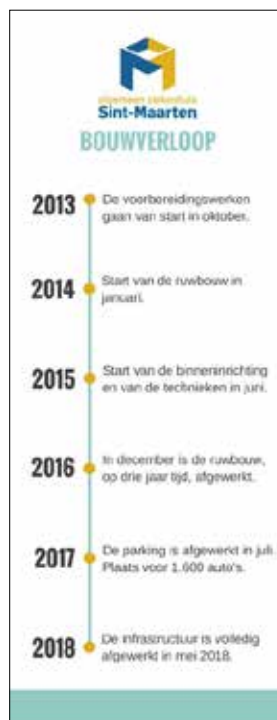 algemeen ziekenhuis
Sint-Maarten
BOUWVERLOOP
2013
De voorbereidingswerken
gaan van start in oktober.
2014
Start van de ruwbouw in
januari.
2015
Start van de binneninrichting
en van de technieken in juni.
2016
In december is de ruwbouw,
op drie jaar tijd, afgewerkt.
2017
De parking is afgewerkt in juli.
Plaats voor 1.600 auto's.
2018
De infrastructuur is volledig
afgewerkt in mei 2018.